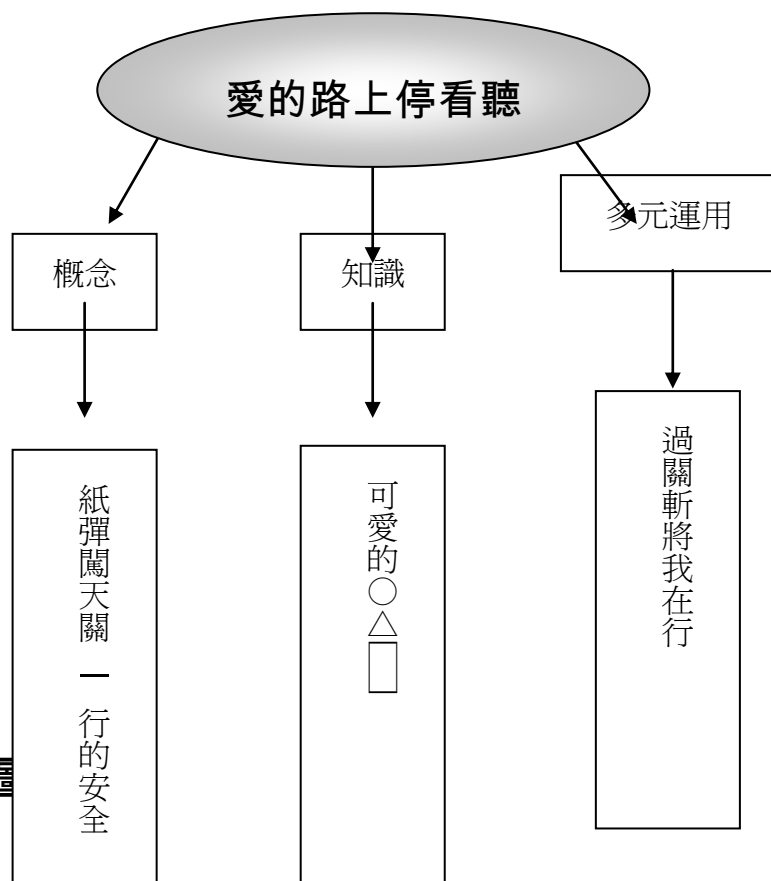 愛的路上停看聽
概念
知識
多元運用
紙彈闖天關 — 行的安全
可愛的○△▯
過關斬將我在行